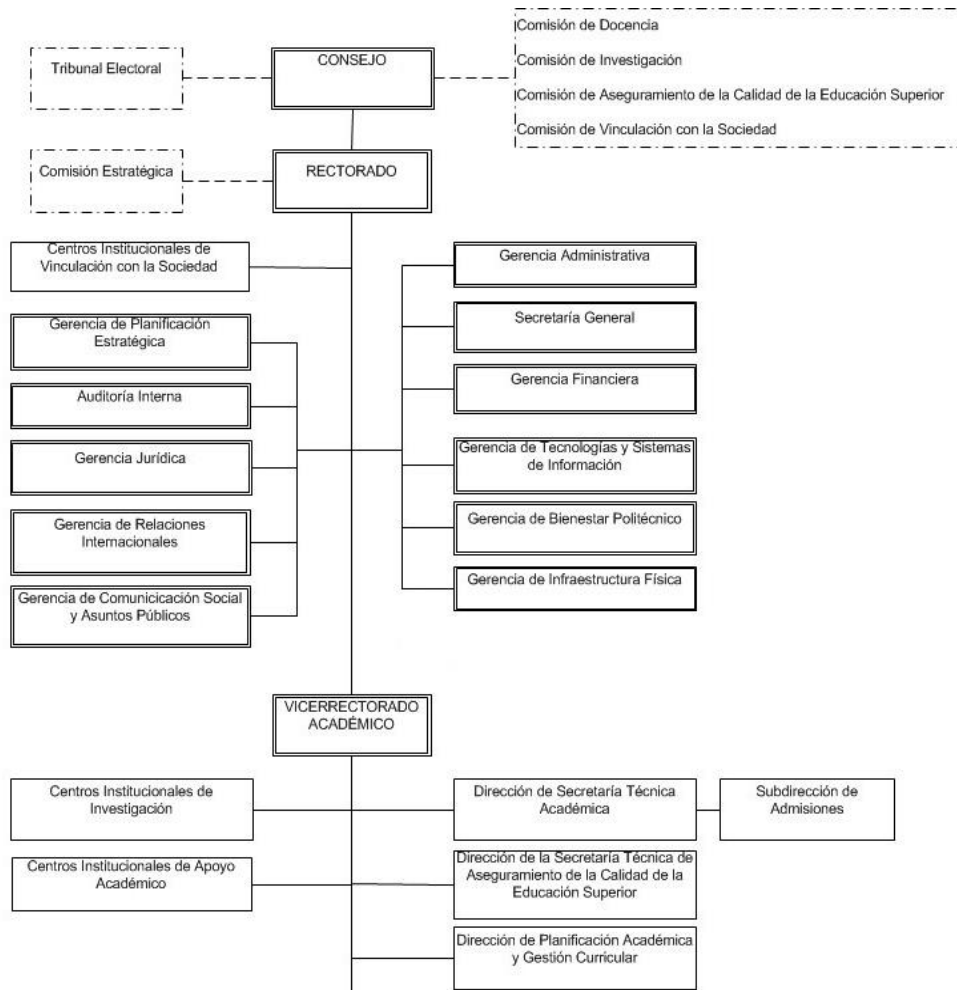 Comisión de Docencia
CONSEJO
Tribunal Electoral
Comisión de Investigación
Comisión de Aseguramiento de la Calidad de la Educación Superior
Comisión de Vinculación con la Sociedad
Comisión Estratégica
RECTORADO
Centros Institucionales de
Vinculación con la Sociedad
Gerencia Administrativa
Gerencia de Planificación
Estratégica
Secretaría General
Auditoría Interna
Gerencia Financiera
Gerencia Jurídica
Gerencia de Tecnologías y Sistemas
de Información
Gerencia de Relaciones
Internacionales
Gerencia de Bienestar Politécnico
Gerencia de Comunicicación Social
y Asuntos Públicos
Gerencia de Infraestructura Física
VICERRECTORADO
ACADÉMICO
Centros Institucionales de
Investigación
Dirección de Secretaría Técnica
Académica
Subdirección de
Admisiones
Centros Institucionales de Apoyo
Académico
Dirección de la Secretaría Técnica de
Aseguramiento de la Calidad de la
Educación Superior
Dirección de Planificación Académica
y Gestión Curricular